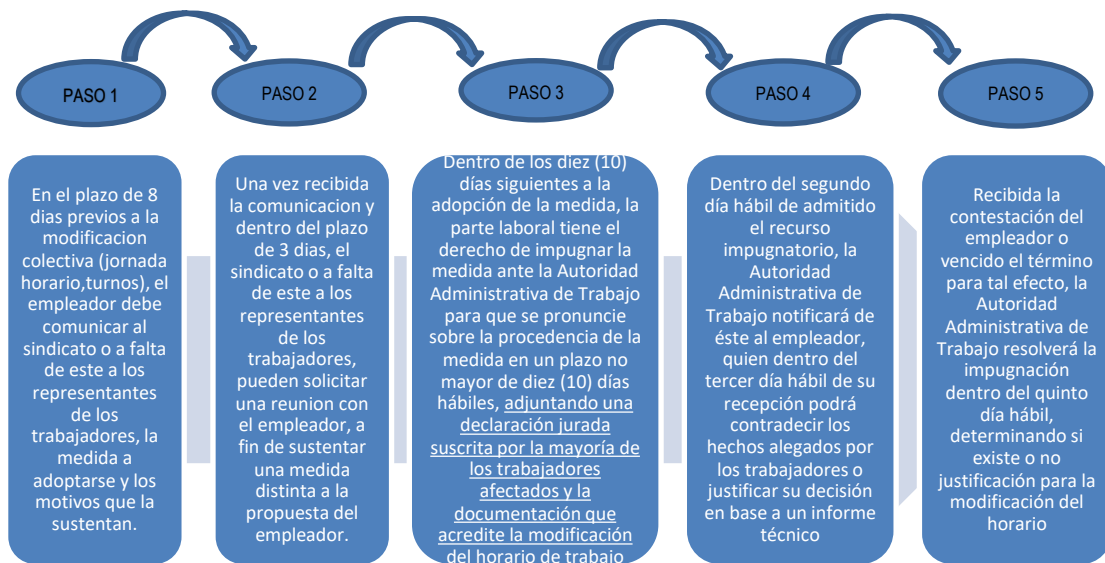 PASO 1
PASO 2
PASO 3
PASO 4
PASO 5
En el plazo de 8
dias previos a la
modificacion
colectiva (jornada
horario,turnos), el
empleador debe
comunicar al
sindicato o a falta
de este a los
representantes
de los
trabajadores, la
medida a
adoptarse y los
motivos que la
sustentan.
Una vez recibida
la comunicacion y
dentro del plazo
de 3 dias, el
sindicato o a falta
de este a los
representantes
de los
trabajadores,
pueden solicitar
una reunion con
el empleador, a
fin de sustentar
una medida
distinta a la
propuesta del
empleador.
Dentro de los diez (10)
días siguientes a la
adopción de la medida, la
parte laboral tiene el
derecho de impugnar la
medida ante la Autoridad
Administrativa de Trabajo
para que se pronuncie
sobre la procedencia de la
medida en un plazo no
mayor de diez (10) días
hábiles, adjuntando una
declaración jurada
suscrita por la mayoría de
los trabajadores
afectados y la
documentación que
acredite la modificación
del horario de trabajo
Dentro del segundo
día hábil de admitido
el recurso
impugnatorio, la
Autoridad
Administrativa de
Trabajo notificará de
éste al empleador,
quien dentro del
tercer día hábil de su
recepción podrá
contradecir los
hechos alegados por
los trabajadores o
justificar su decisión
en base a un informe
técnico
Recibida la
contestación del
empleador o
vencido el término
para tal efecto, la
Autoridad
Administrativa de
Trabajo resolverá la
impugnación
dentro del quinto
día hábil,
determinando si
existe o no
justificación para la
modificación del
horario